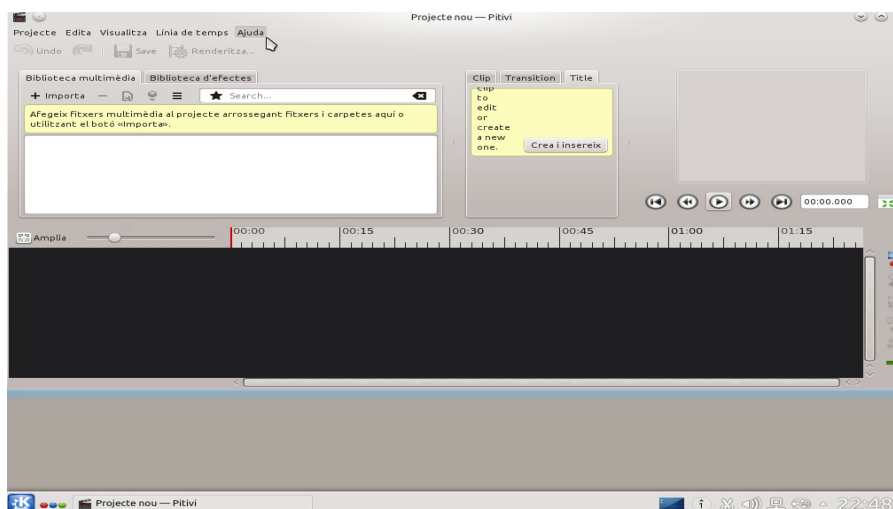 Projecte nou — Pitivi
Projecte Edita Visualitza Línia de temps Ajuda
Undo Save Renderitza...
Biblioteca multimèdia Biblioteca d'efectes
Importa Search...
Afegeix fitxers multimèdia al projecte arrossegant fitxers i carpetes aquí o
utilitzant el botó «Importa».
Clip Transition Title
clip
to
edit
or
create
a new
one.
Crea i insereix
00:00.000
Amplia
00:00 00:15 00:30 00:45 01:00 01:15
Projecte nou — Pitivi
22:48